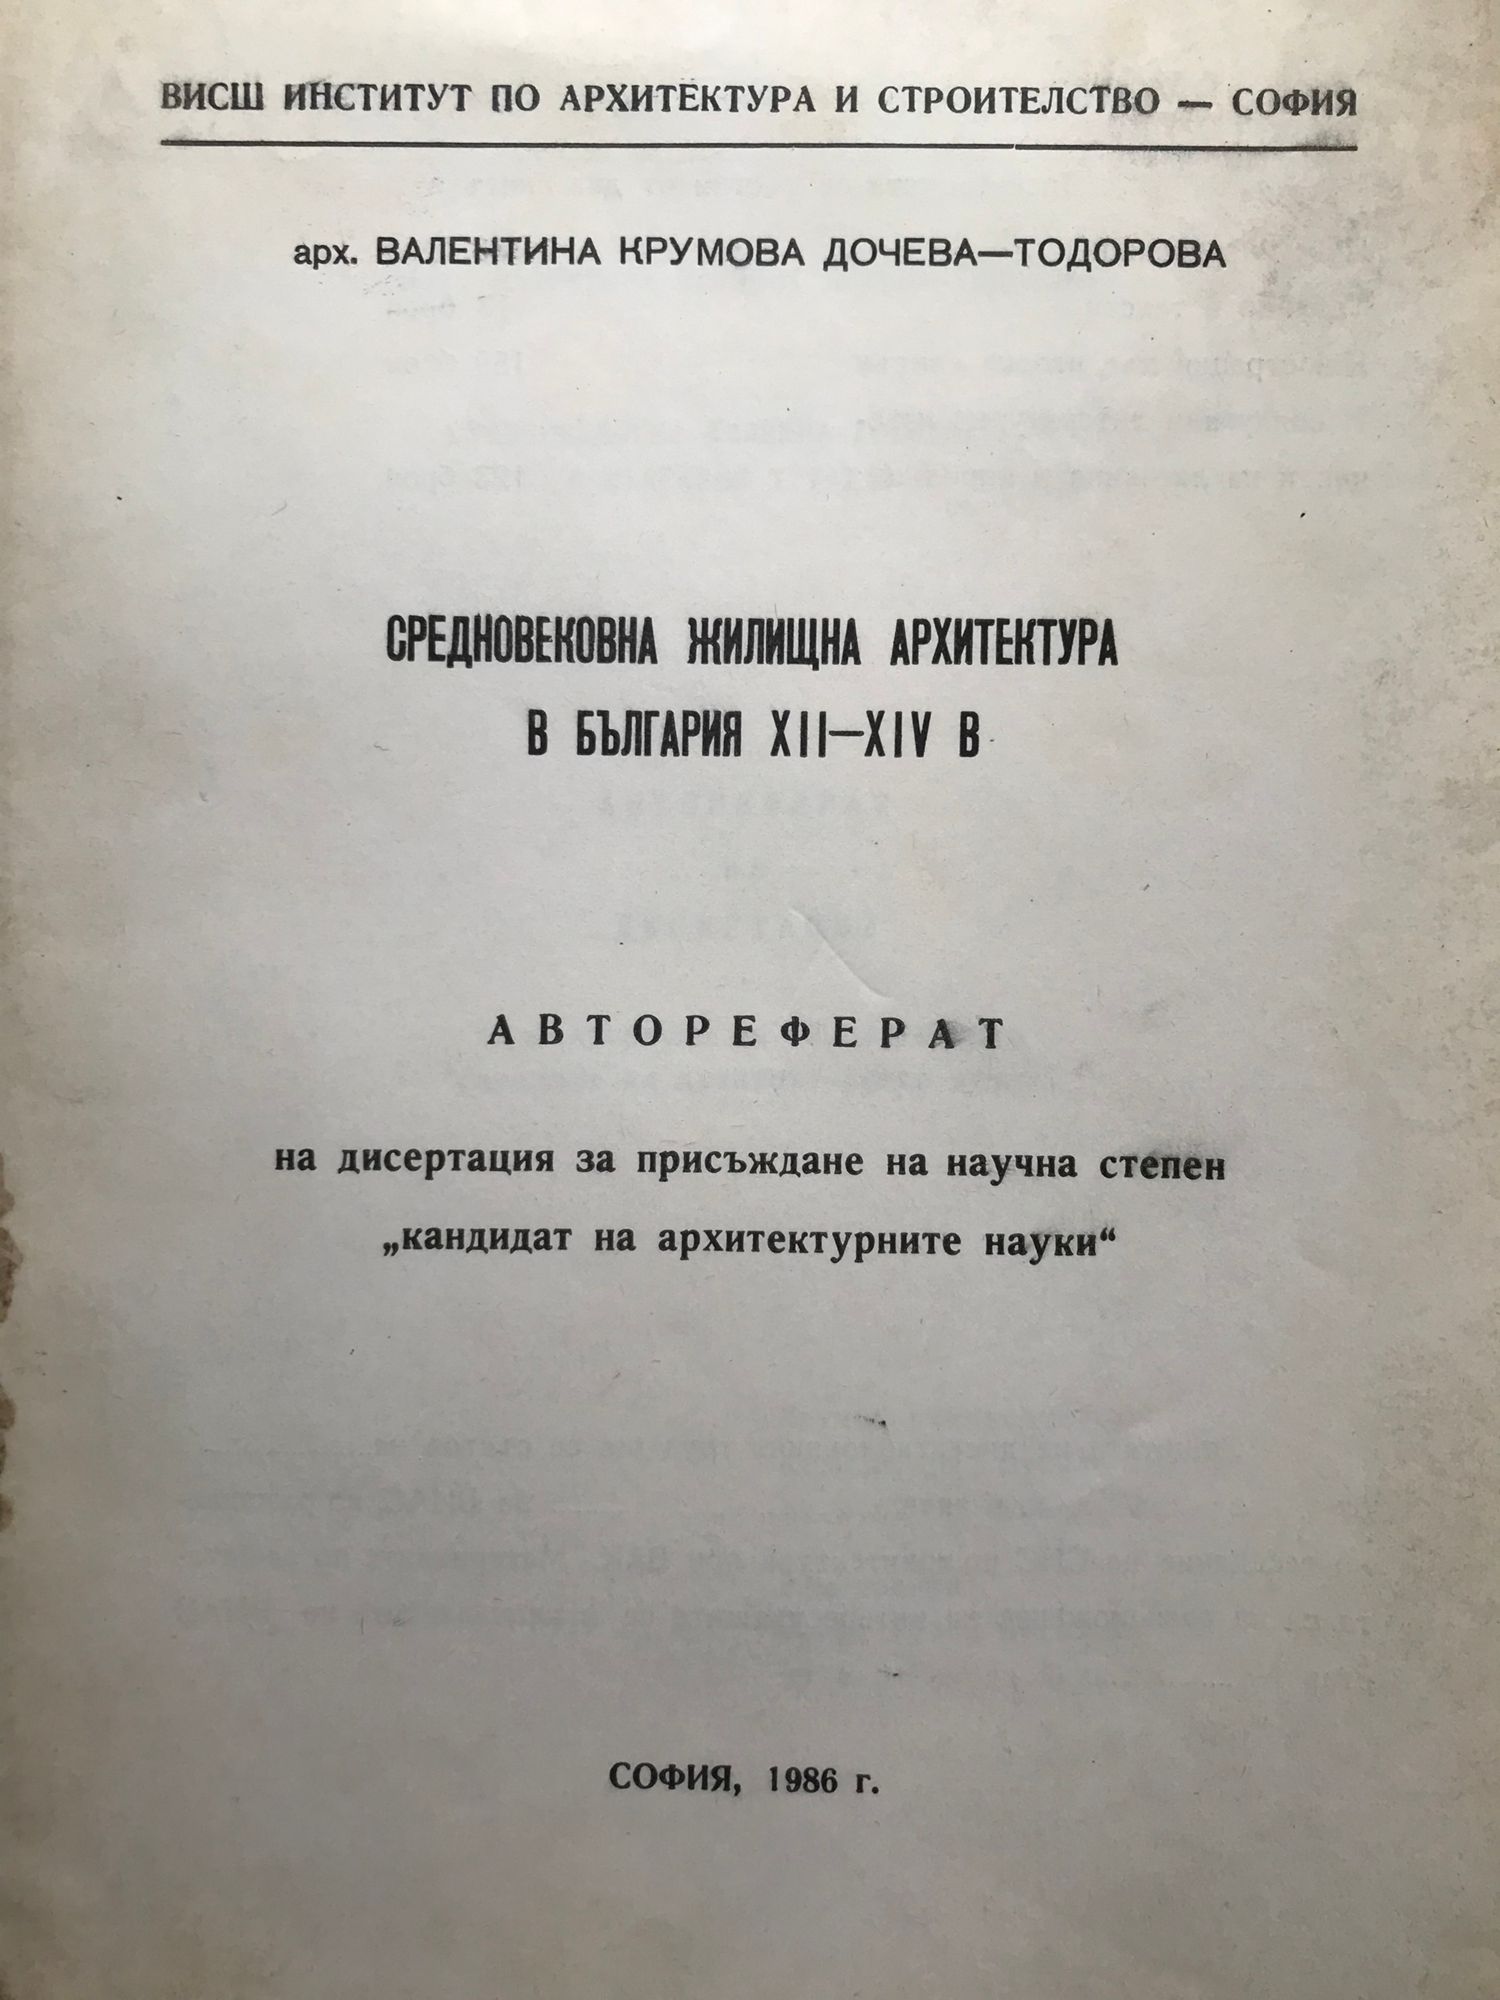 ВИСШ ИНСТИТУТ ПО АРХИТЕКТУРА И СТРОИТЕЛСТВО — СОФИЯ
арх. ВАЛЕНТИНА КРУМОВА ДОЧЕВА—ТОДОРОВА
СРЕДНОВЕКОВНА ЖИЛИЩНА АРХИТЕКТУРА
В БЪЛГАРИЯ XII—XIV В
АВТОРЕФЕРАТ
на дисертация за присъждане на научна степен
„кандидат на архитектурните науки“
СОФИЯ, 1986 г.